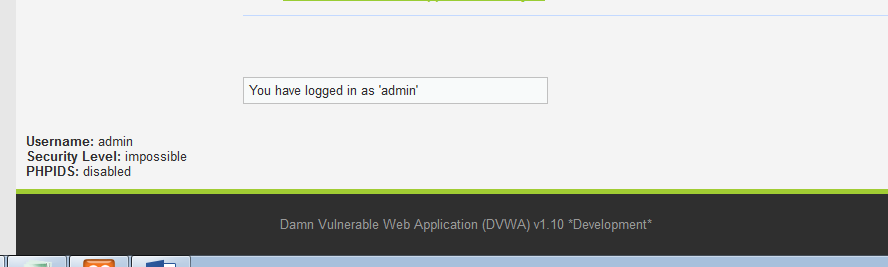 You have logged in as 'admin'
Username: admin
Security Level: impossible
PHPIDS: disabled
Damn Vulnerable Web Application (DVWA) v1.10 *Development*